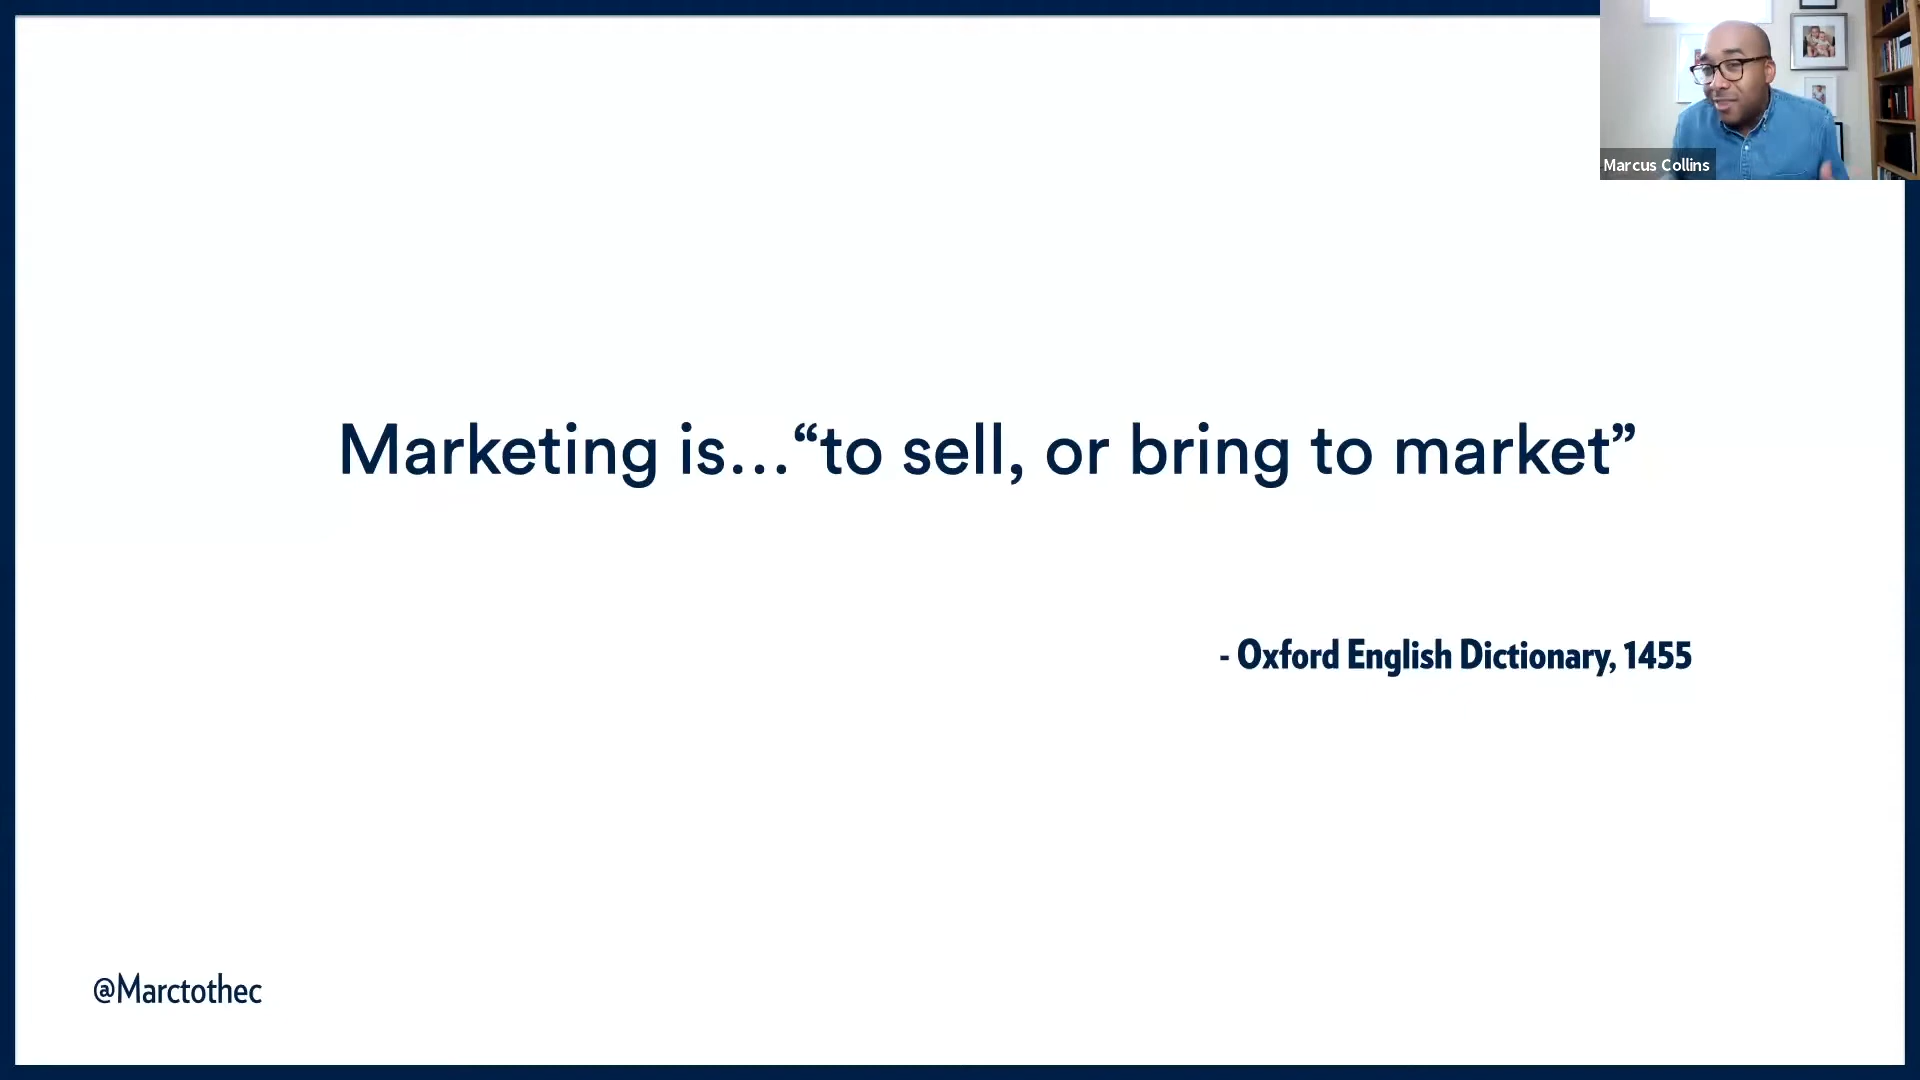 Marcus Collins
Marketing is…“to sell, or bring to market”
- Oxford English Dictionary, 1455
@Marctothec